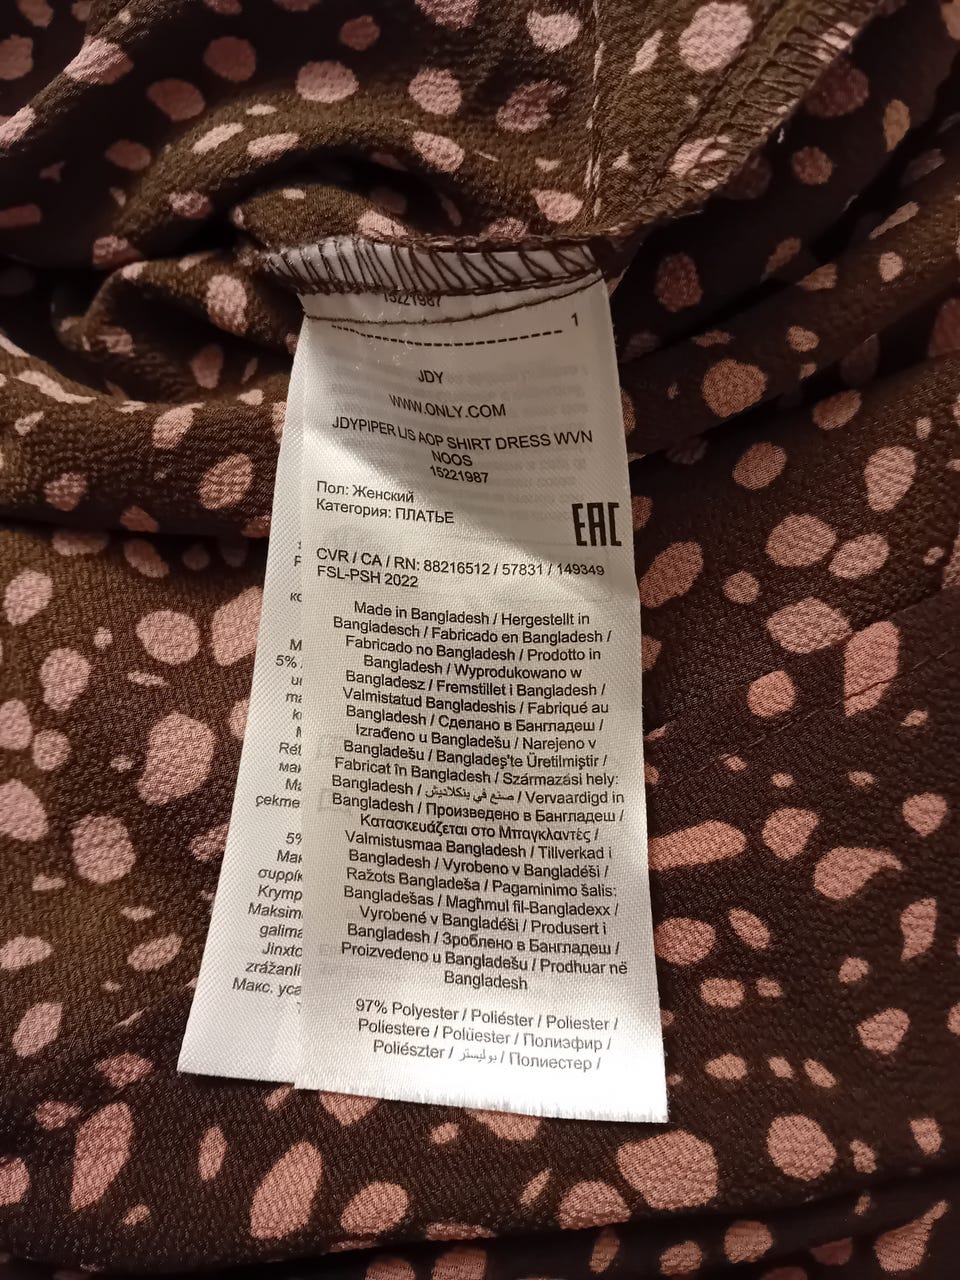 15221987
1
JDY
WWW.ONLY.COM
JDYPIPER L/S AOP SHIRT DRESS WVN
NOOS
15221987
Пол: Женский
Категория: ПЛАТЬЕ
EAC
CVR / CA / RN: 88216512 / 57831 / 149349
FSL-PSH 2022
Made in Bangladesh / Hergestellt in
Bangladesch / Fabricado en Bangladesh /
Fabricado no Bangladesh / Prodotto in
Bangladesh / Wyprodukowano w
Bangladesz / Fremstillet i Bangladesh /
Valmistatud Bangladeshis / Fabriqué au
Bangladesh / Сделано в Бангладеш /
Izrađeno u Bangladešu / Narejeno v
Bangladešu / Bangladeş'te Üretilmiştir /
Fabricat în Bangladesh / Származási hely:
Bangladesh / صنع في بنكلاديش / Vervaardigd in
Bangladesh / Произведено в Бангладеш /
Κατασκευάζεται στο Μπαγκλαντές /
Valmistusmaa Bangladesh / Tillverkad i
Bangladesh / Vyrobeno v Bangladéši /
Ražots Bangladeša / Pagaminimo šalis:
Bangladešas / Magħmul fil-Bangladexx /
Vyrobené v Bangladéši / Produsert i
Bangladesh / Зроблено в Бангладеш /
Proizvedeno u Bangladešu / Prodhuar në
Bangladesh
97% Polyester / Poliéster / Poliester /
Poliestere / Polüester / Полиэфир /
Poliészter / بوليستر / Полиестер /
5%
çekme
5%
Krymp
Maksim
galima
Jinxto
zrážanli
Макс. уса